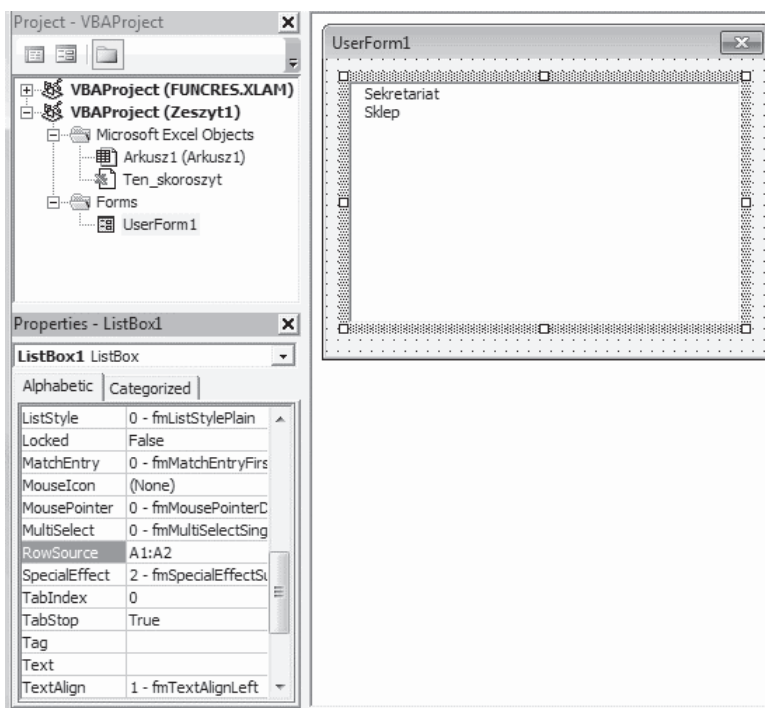 Project - VBAProject
VBAProject (FUNCRES.XLAM)
VBAProject (Zeszyt1)
Microsoft Excel Objects
Arkusz1 (Arkusz1)
Ten_skoroszyt
Forms
UserForm1
Properties - ListBox1
ListBox1 ListBox
Alphabetic Categorized
ListStyle 0 - fmListStylePlain
Locked False
MatchEntry 0 - fmMatchEntryFirs
MouseIcon (None)
MousePointer 0 - fmMousePointerD
MultiSelect 0 - fmMultiSelectSing
RowSource A1:A2
SpecialEffect 2 - fmSpecialEffectSu
TabIndex 0
TabStop True
Tag
Text
TextAlign 1 - fmTextAlignLeft
UserForm1
Sekretariat
Sklep